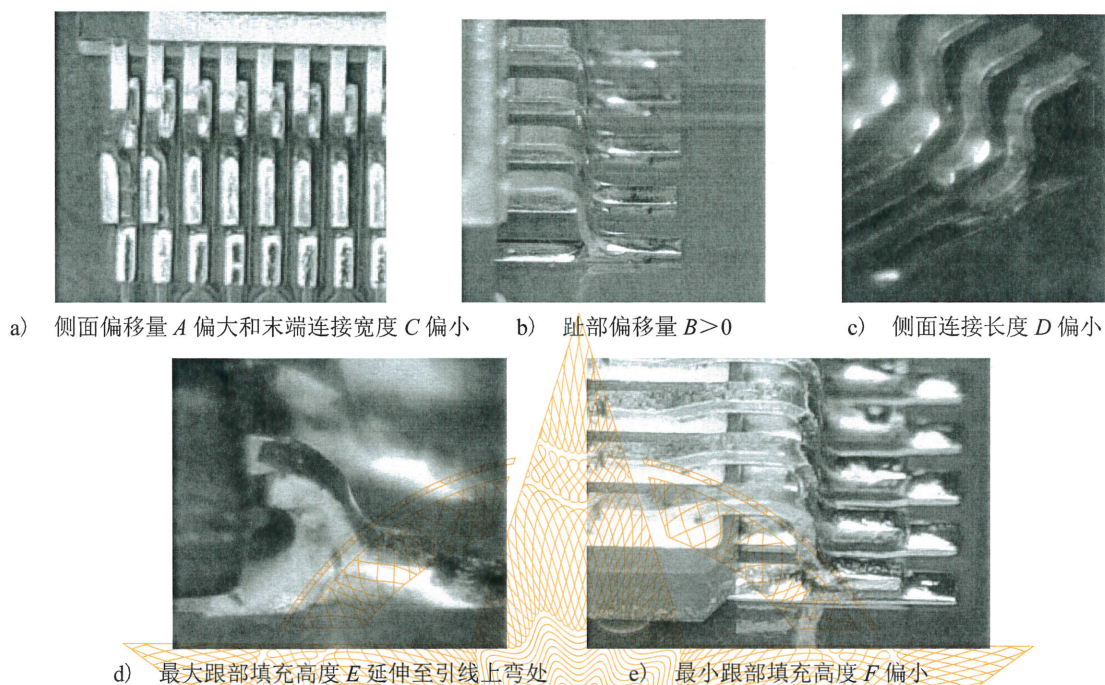 a） 侧面偏移量 A 偏大和末端连接宽度 C 偏小
b） 趾部偏移量 B＞0
c） 侧面连接长度 D 偏小
d） 最大跟部填充高度 E 延伸至引线上弯处
e） 最小跟部填充高度 F 偏小